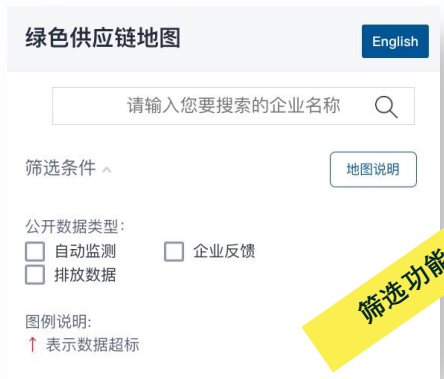 绿色供应链地图
English
请输入您要搜索的企业名称
筛选条件
地图说明
公开数据类型:
自动监测
企业反馈
排放数据
图例说明:
↑ 表示数据超标
筛选功能